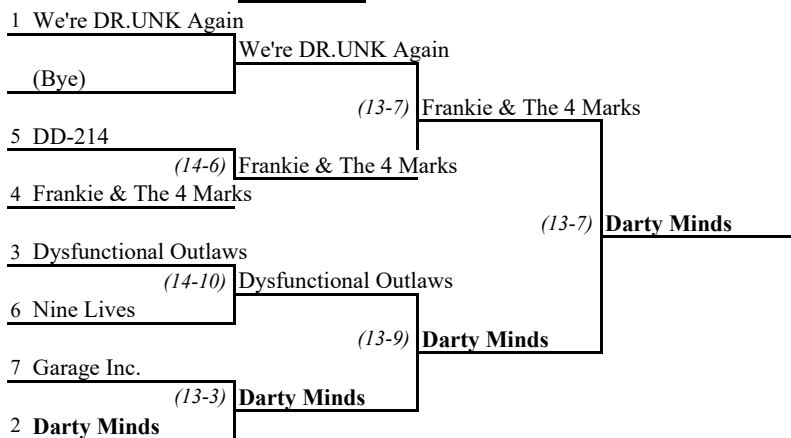 1 We're DR.UNK Again
We're DR.UNK Again
(Bye)
(13-7) Frankie & The 4 Marks
5 DD-214
(14-6) Frankie & The 4 Marks
4 Frankie & The 4 Marks
(13-7) Darty Minds
3 Dysfunctional Outlaws
(14-10) Dysfunctional Outlaws
6 Nine Lives
(13-9) Darty Minds
7 Garage Inc.
(13-3) Darty Minds
2 Darty Minds